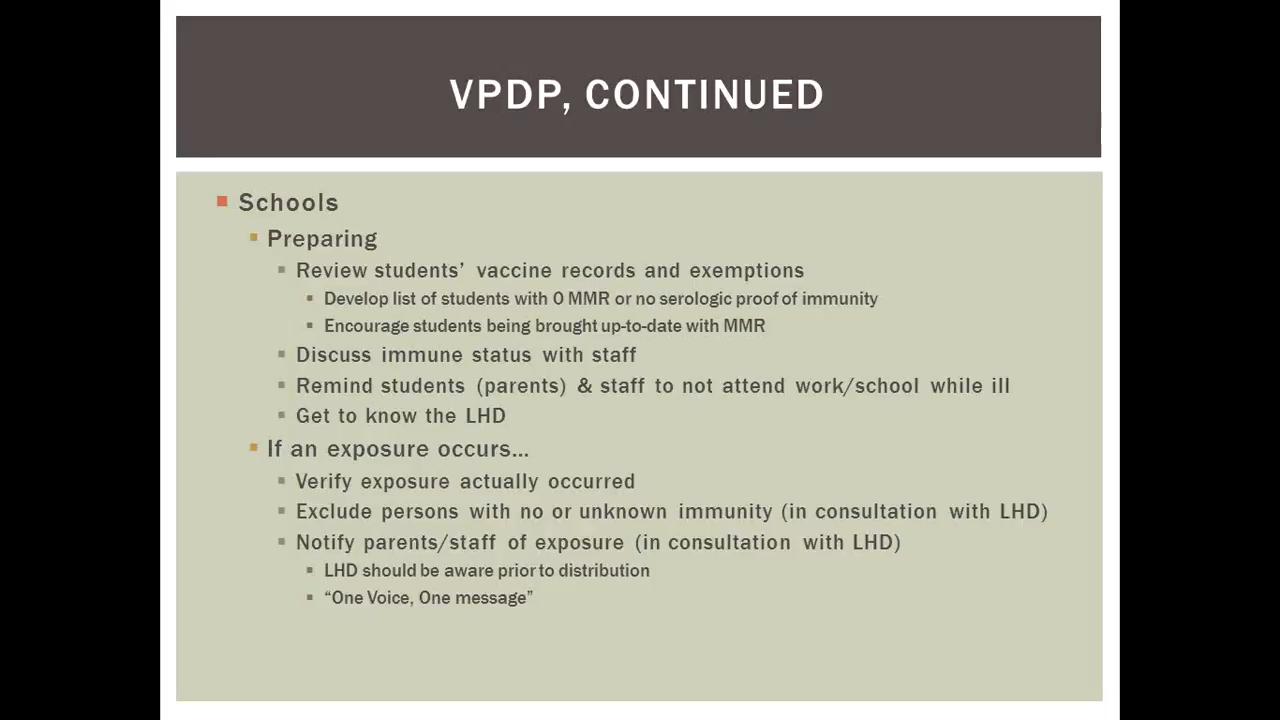 VPDP, CONTINUED
Schools
Preparing
Review students’ vaccine records and exemptions
Develop list of students with 0 MMR or no serologic proof of immunity
Encourage students being brought up-to-date with MMR
Discuss immune status with staff
Remind students (parents) & staff to not attend work/school while ill
Get to know the LHD
If an exposure occurs…
Verify exposure actually occurred
Exclude persons with no or unknown immunity (in consultation with LHD)
Notify parents/staff of exposure (in consultation with LHD)
LHD should be aware prior to distribution
“One Voice, One message”